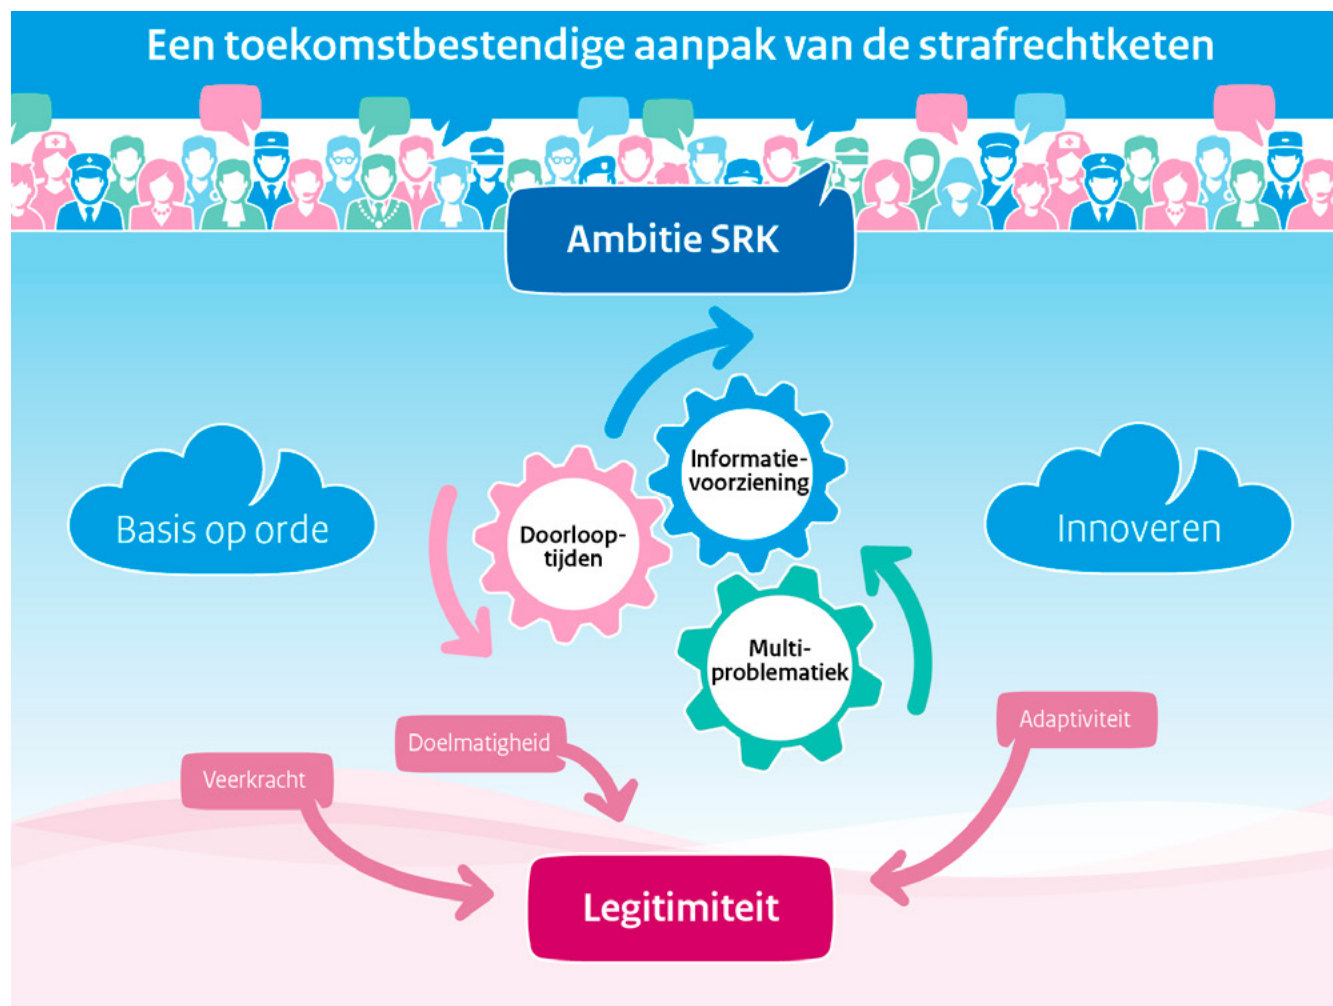 Een toekomstbestendige aanpak van de strafrechtketen
Ambitie SRK
Informatie-
voorziening
Doorloop-
tijden
Basis op orde
Innoveren
Multi-
problematiek
Adaptiviteit
Doelmatigheid
Veerkracht
Legitimiteit